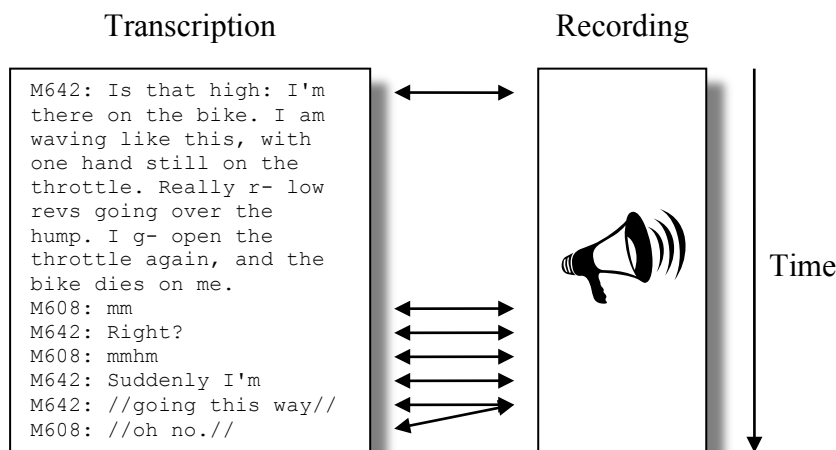 Transcription
Recording
M642: Is that high: I'm
there on the bike. I am
waving like this, with
one hand still on the
throttle. Really r- low
revs going over the
hump. I g- open the
throttle again, and the
bike dies on me.
M608: mm
M642: Right?
M608: mmhm
M642: Suddenly I'm
M642: //going this way//
M608: //oh no.//
Time